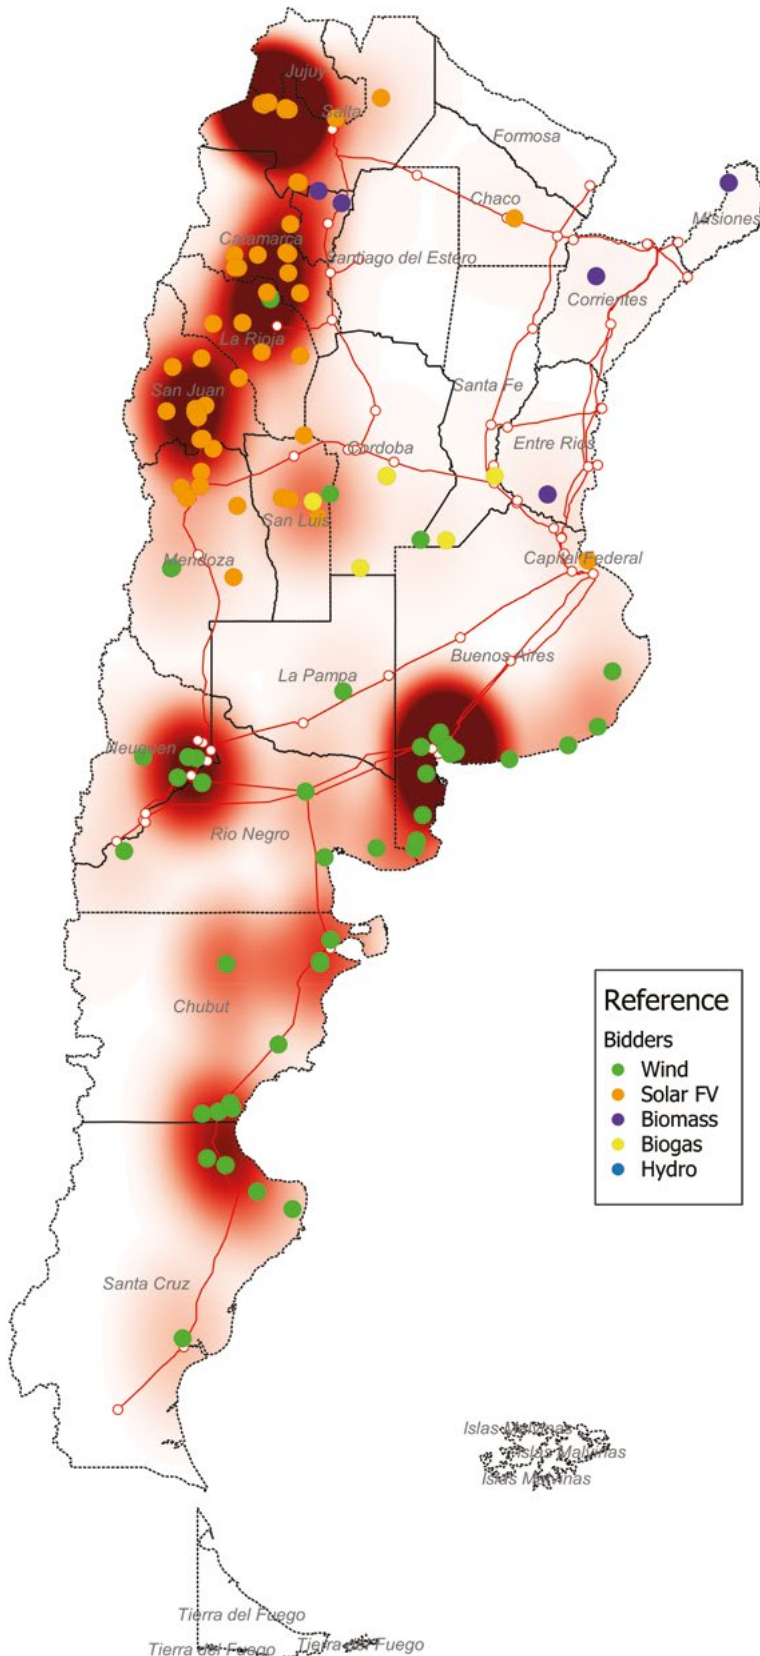 Jujuy
Salta
Formosa
Chaco
Misiones
Catamarca
Santiago del Estero
Corrientes
La Rioja
San Juan
Santa Fe
Cordoba
Entre Rios
San Luis
Mendoza
Capital Federal
Buenos Aires
La Pampa
Neuquen
Rio Negro
Chubut
Reference
Bidders
Wind
Solar FV
Biomass
Biogas
Hydro
Santa Cruz
Islas Malvinas
Islas Malvinas
Islas Malvinas
Tierra del Fuego
Tierra del Fuego
Tierra del Fuego